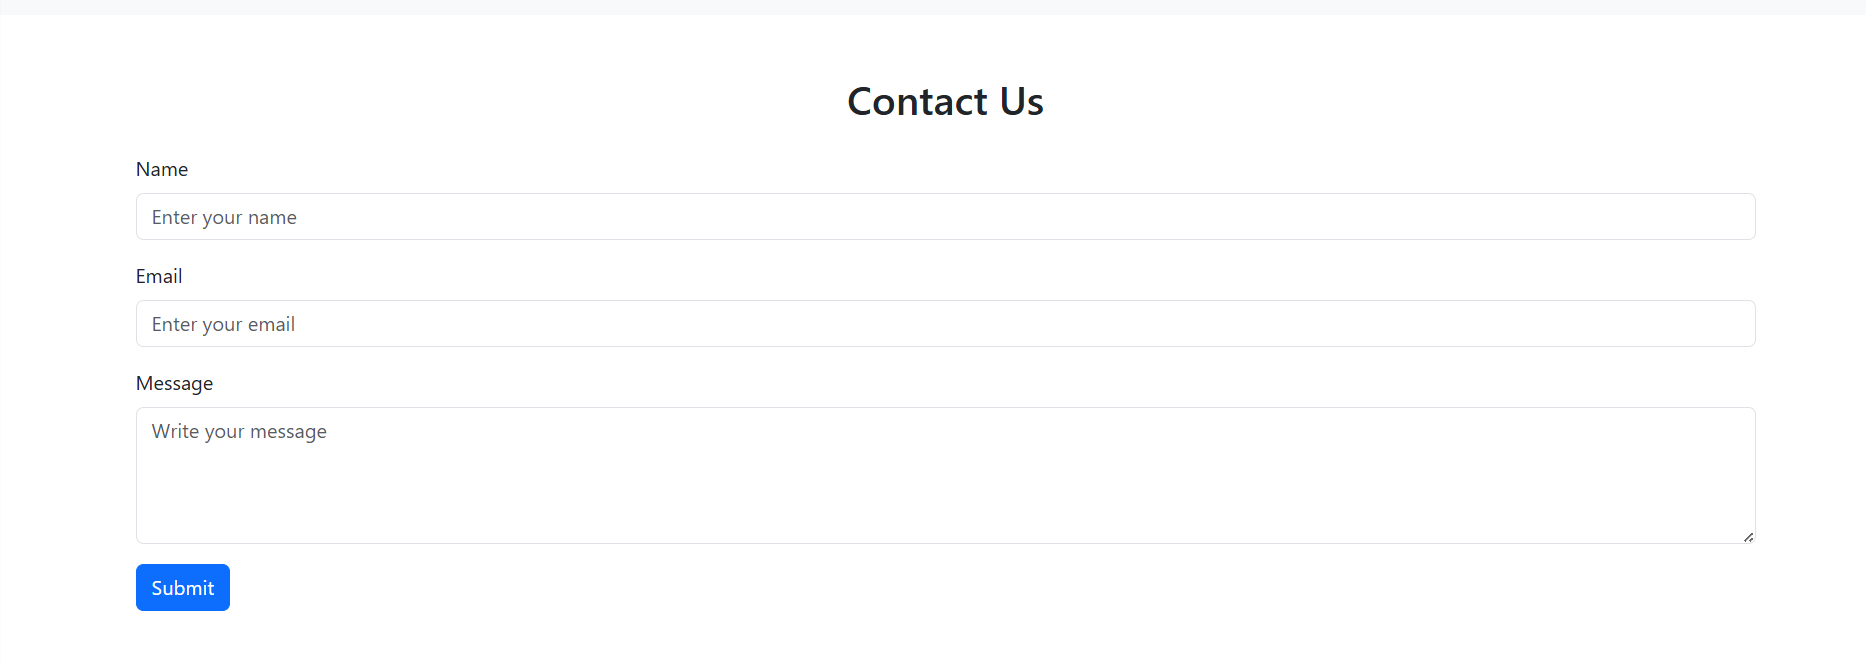 Contact Us
Name
Enter your name
Email
Enter your email
Message
Write your message
Submit